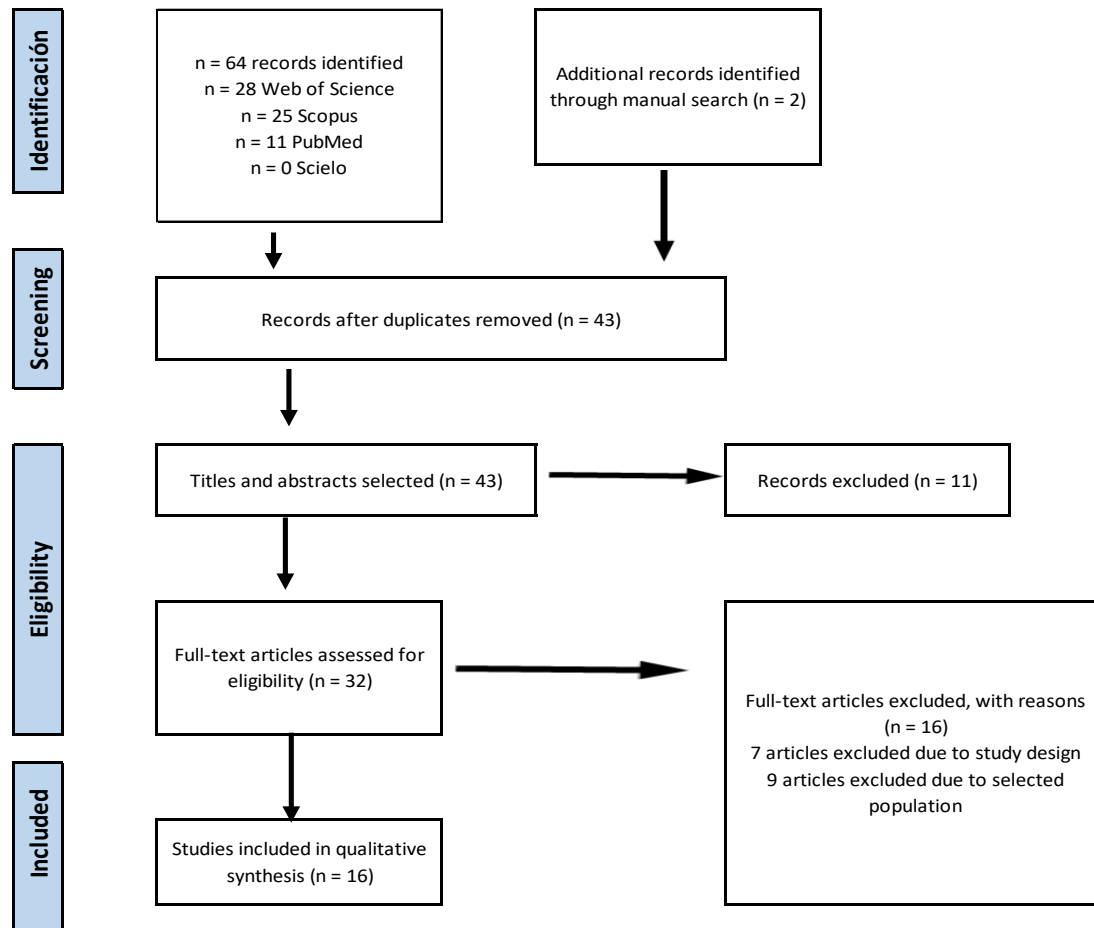 Identificación
n = 64 records identified
n = 28 Web of Science
n = 25 Scopus
n = 11 PubMed
n = 0 Scielo
Additional records identified
through manual search (n = 2)
Screening
Records after duplicates removed (n = 43)
Eligibility
Titles and abstracts selected (n = 43)
Records excluded (n = 11)
Full-text articles assessed for
eligibility (n = 32)
Full-text articles excluded, with reasons
(n = 16)
7 articles excluded due to study design
9 articles excluded due to selected
population
Included
Studies included in qualitative
synthesis (n = 16)